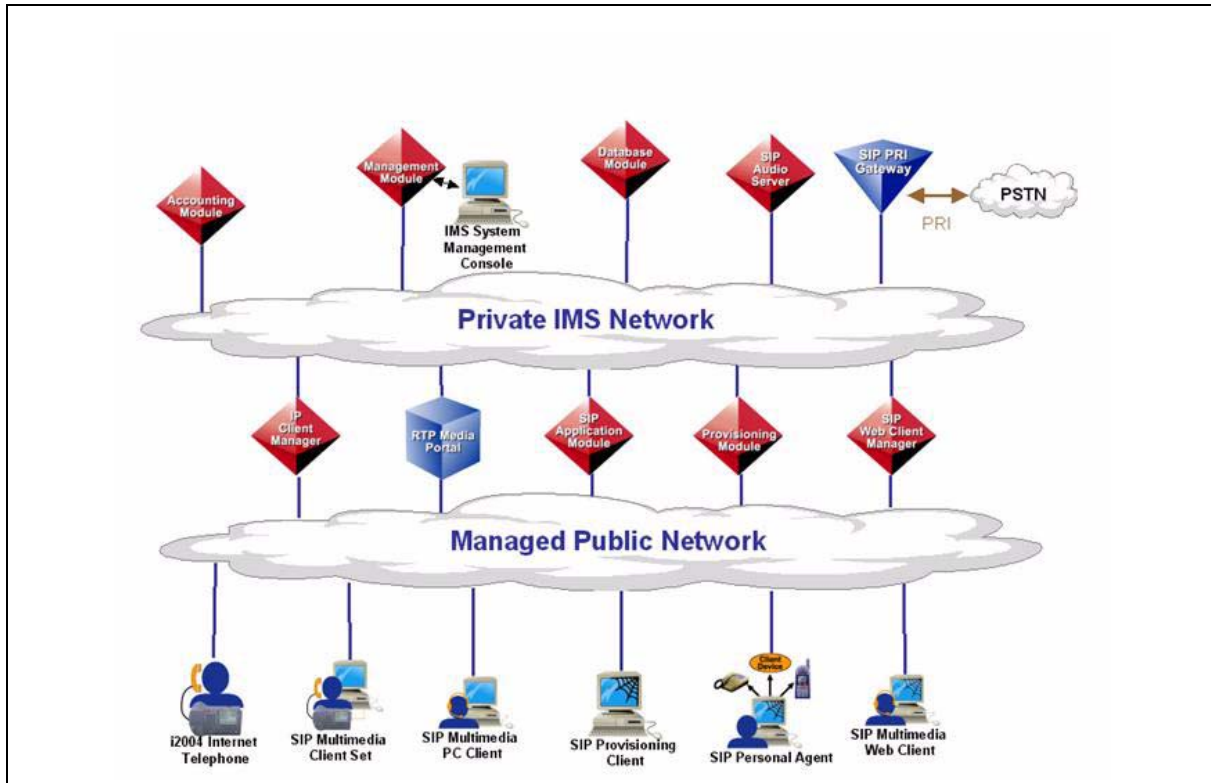 Accounting
Module
Management
Module
IMS System
Management
Console
Database
Module
SIP
Audio
Server
SIP PRI
Gateway
PRI
PSTN
Private IMS Network
IP
Client
Manager
RTP Media
Portal
SIP
Application
Module
Provisioning
Module
SIP
Web Client
Manager
Managed Public Network
i2004 Internet
Telephone
SIP Multimedia
Client Set
SIP Multimedia
PC Client
SIP Provisioning
Client
Client
Device
SIP Personal Agent
SIP Multimedia
Web Client